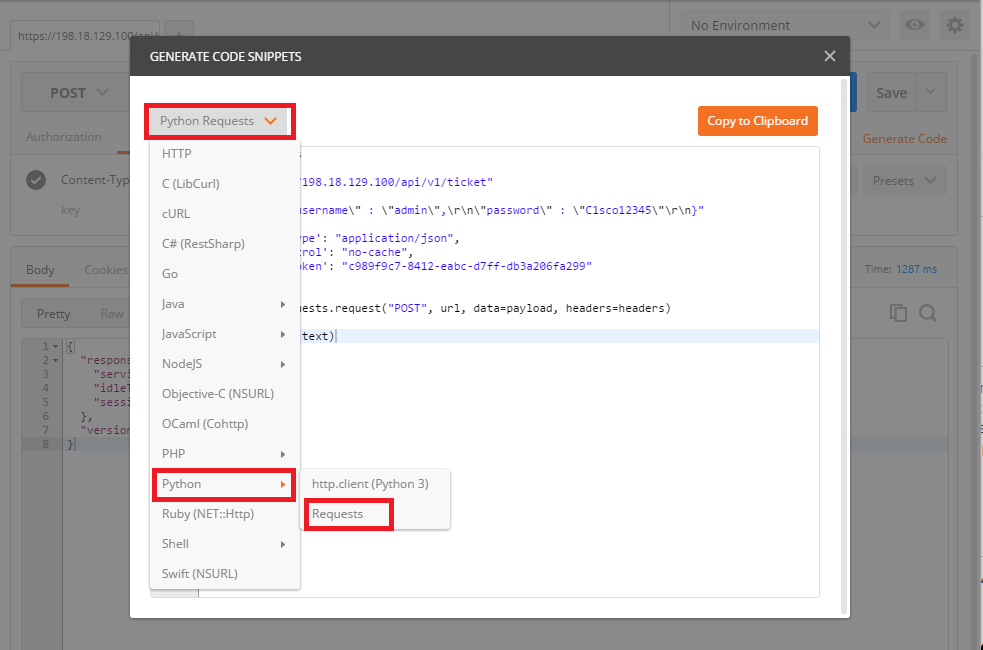 https://198.18.129.100/api/v
No Environment
GENERATE CODE SNIPPETS
POST
Save
Python Requests
Copy to Clipboard
Authorization
Generate Code
HTTP
Content-Typ
Presets
C (LibCurl)
/198.18.129.100/api/v1/ticket"
key
cURL
sername\" : \"admin\",\r\n\"password\" : \"C1sco12345\"\r\n}"
C# (RestSharp)
ype': "application/json",
rol': "no-cache",
oken': "c989f9c7-8412-eabc-d7ff-db3a206fa299"
Body
Cookies
Go
Time: 1287 ms
Java
ests.request("POST", url, data=payload, headers=headers)
Pretty
Raw
JavaScript
text)
1 {
2 "respons
3 "servi
4 "idleT
5 "sessi
6 },
7 "version
8 }
NodeJS
Objective-C (NSURL)
OCaml (Cohttp)
PHP
Python
http.client (Python 3)
Requests
Ruby (NET::Http)
Shell
Swift (NSURL)